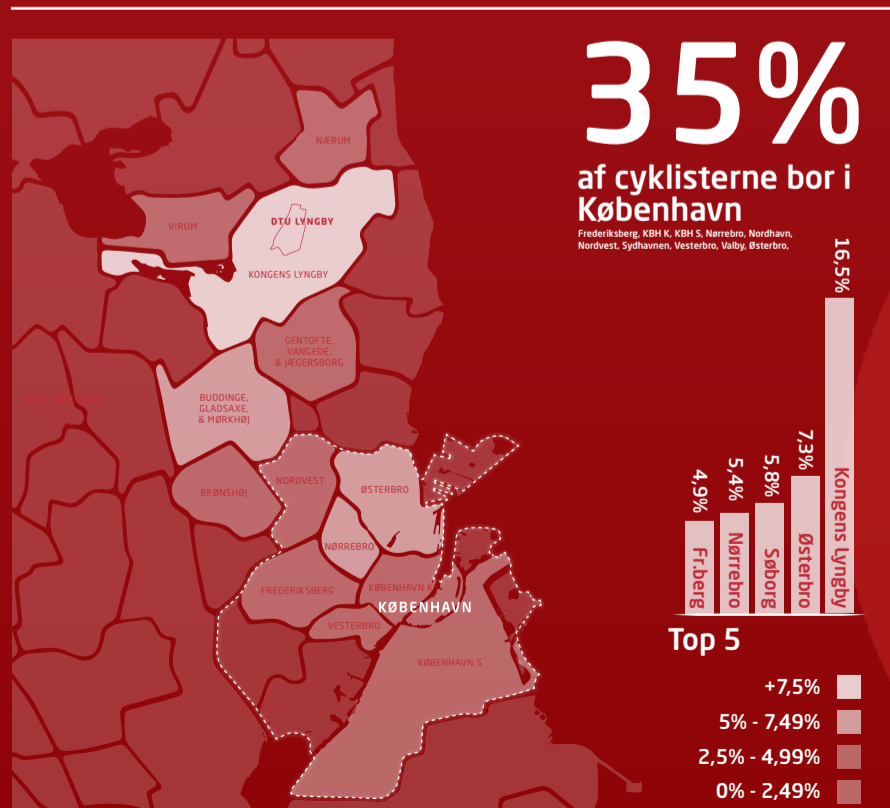 35%
af cyklisterne bor i
København
Frederiksberg, KBH K, KBH S, Nørrebro, Nordhavn,
Nordvest, Sydhavnen, Vesterbro, Valby, Østerbro,
NÆRUM
VIRUM
DTU LYNGBY
KONGENS LYNGBY
GENTOFTE,
VANGEDE,
& JÆGERSBORG
BUDDINGE,
GLADSAXE,
& MØRKHØJ
BRØNSHØJ
NORDVEST
ØSTERBRO
NØRREBRO
FREDERIKSBERG
KØBENHAVN K
KØBENHAVN
VESTERBRO
KØBENHAVN S
4,9%
Fr.berg
5,4%
Nørrebro
5,8%
Søborg
7,3%
Østerbro
16,5%
Kongens Lyngby
Top 5
+7,5%
5% - 7,49%
2,5% - 4,99%
0% - 2,49%